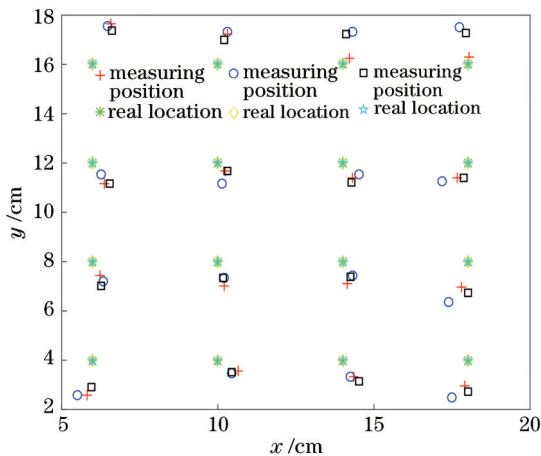 18
16
14
12
10
8
6
4
2
y /cm
measuring position
measuring position
measuring position
real location
real location
real location
5
10
15
20
x /cm